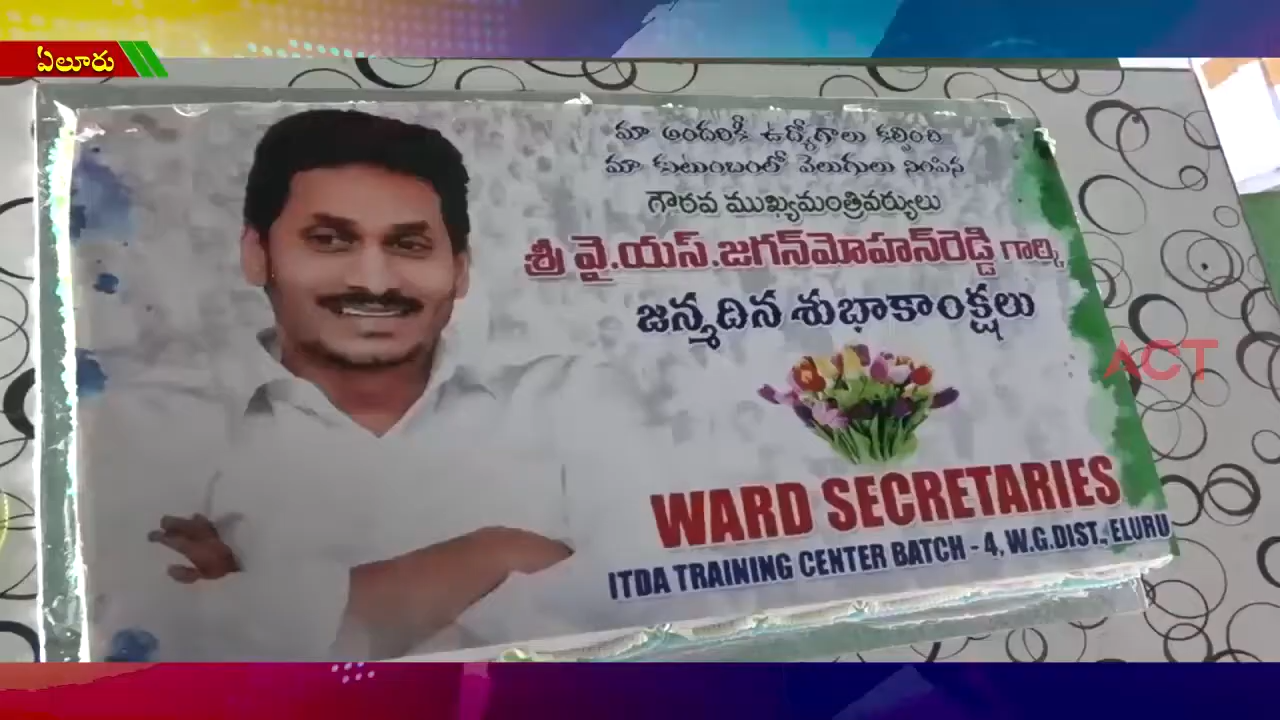 ఏలూరు
మా అందరికీ ఉద్యోగాలు కల్పించి
మా కుటుంబంలో వెలుగులు నింపిన
గౌరవ ముఖ్యమంత్రివర్యులు
శ్రీ వై.యస్.జగన్‌మోహన్‌రెడ్డి గార్కి
జన్మదిన శుభాకాంక్షలు
ACT
WARD SECRETARIES
ITDA TRAINING CENTER BATCH - 4, W.G.DIST., ELURU